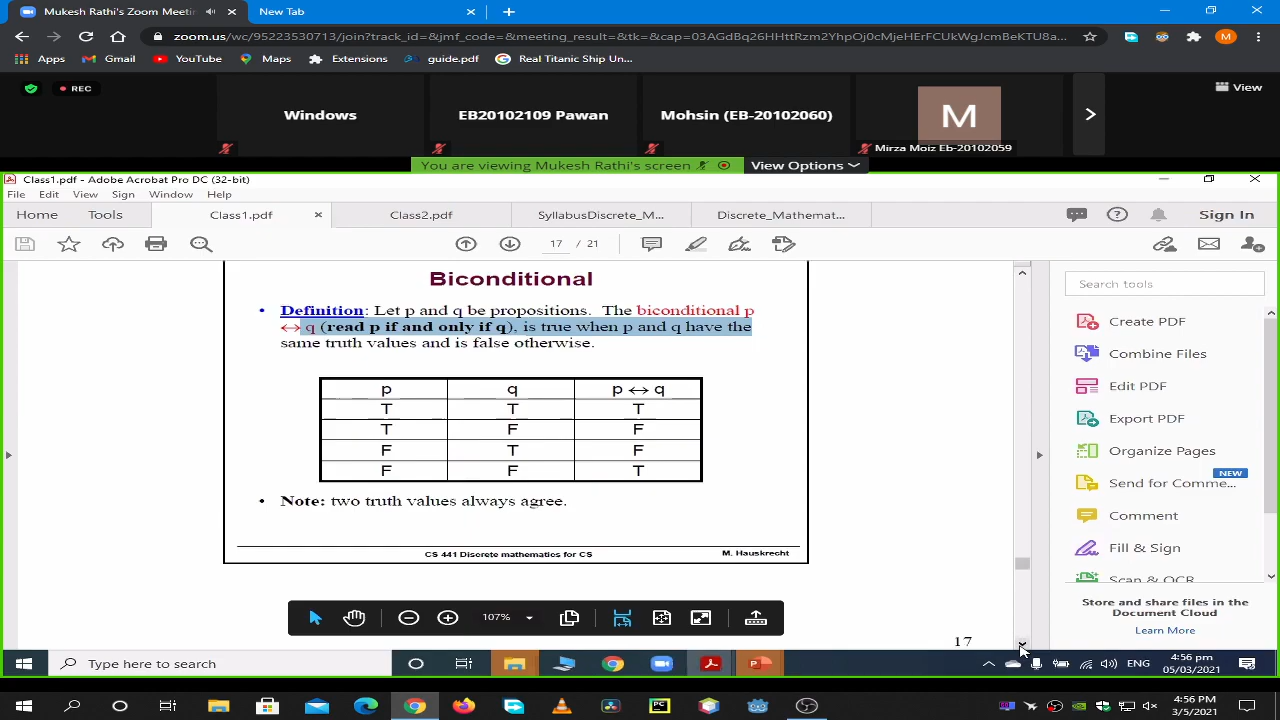 Mukesh Rathi's Zoom Meeti
New Tab
zoom.us/wc/95223530713/join?track_id=&jmf_code=&meeting_result=&tk=&cap=03AGdBq26HHttRzm2YhpOj0cMjeHErFCUkWgJcmBeKTU8a...
M
Apps
Gmail
YouTube
Maps
Extensions
guide.pdf
Real Titanic Ship Un...
REC
View
Windows
EB20102109 Pawan
Mohsin (EB-20102060)
M
Mirza Moiz Eb-20102059
You are viewing Mukesh Rathi's screen
View Options
Class1.pdf - Adobe Acrobat Pro DC (32-bit)
File Edit View Sign Window Help
Home
Tools
Class1.pdf
Class2.pdf
SyllabusDiscrete_M...
Discrete_Mathemat...
Sign In
17 / 21
Biconditional
• Definition: Let p and q be propositions. The biconditional p
↔ q (read p if and only if q), is true when p and q have the
same truth values and is false otherwise.
p q p ↔ q
T T T
T F F
F T F
F F T
• Note: two truth values always agree.
CS 441 Discrete mathematics for CS
M. Hauskrecht
107%
17
Search tools
Create PDF
Combine Files
Edit PDF
Export PDF
Organize Pages
NEW
Send for Comme...
Comment
Fill & Sign
Scan & OCR
Store and share files in the
Document Cloud
Learn More
Type here to search
ENG
4:56 pm
05/03/2021
PC
ENG
4:56 PM
3/5/2021